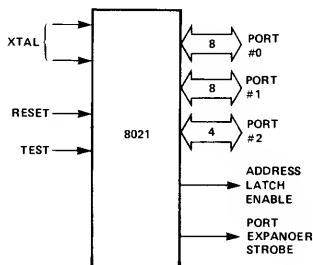 XTAL
RESET
TEST
8021
8
PORT
#0
8
PORT
#1
4
PORT
#2
ADDRESS
LATCH
ENABLE
PORT
EXPANOER
STROBE